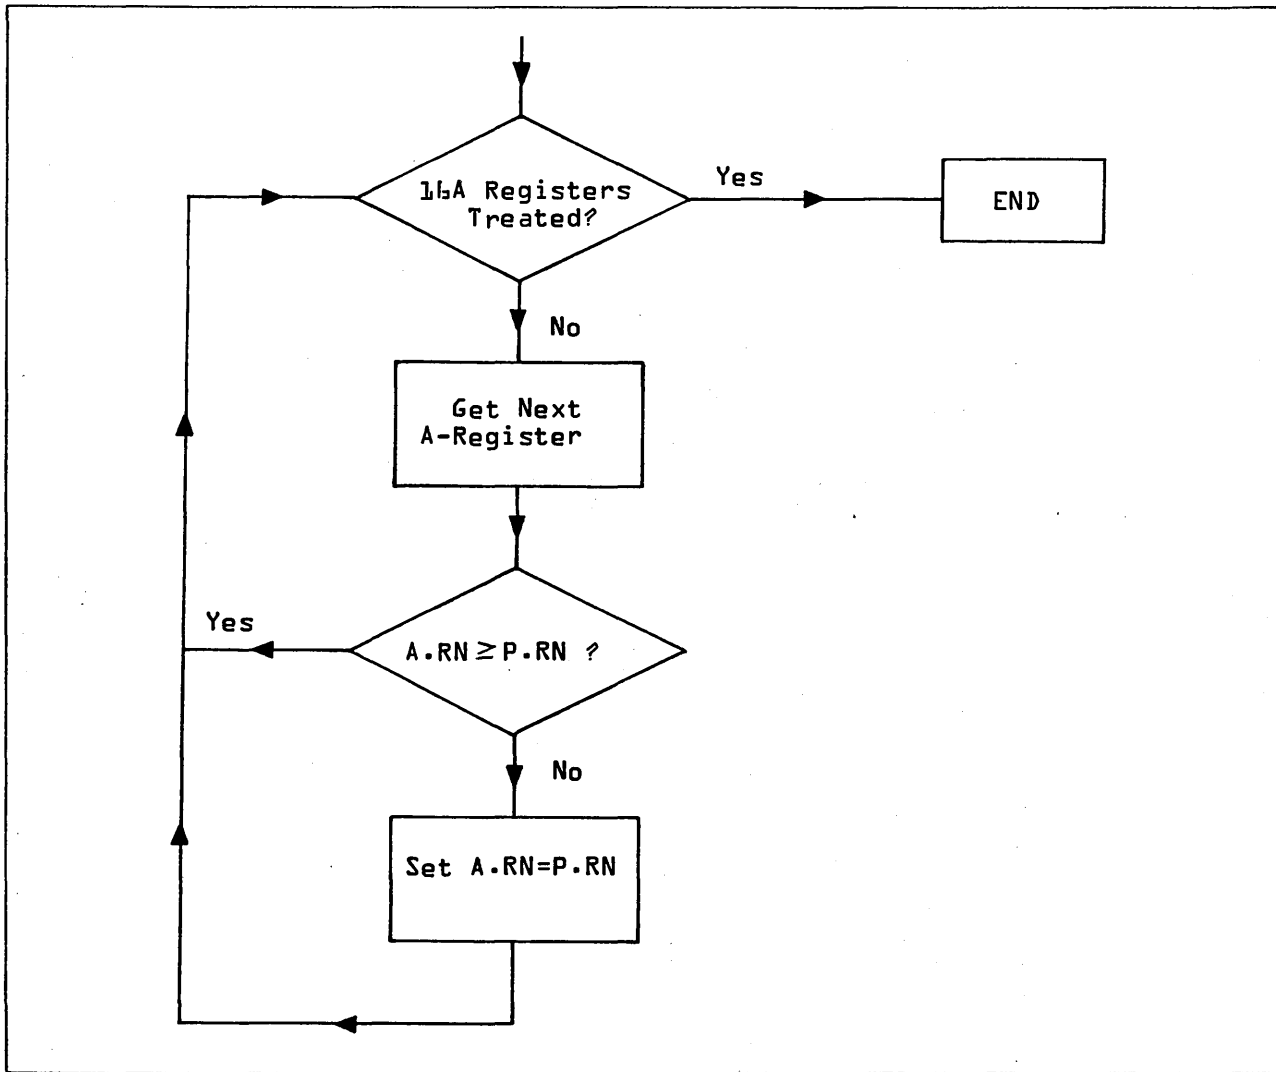 16A Registers
Treated?
Yes
END
No
Get Next
A-Register
Yes
A.RN≥P.RN ?
No
Set A.RN=P.RN